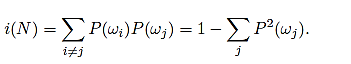 i(N) = \sum_{i \neq j} P(\omega_i)P(\omega_j) = 1 - \sum_{j} P^2(\omega_j).